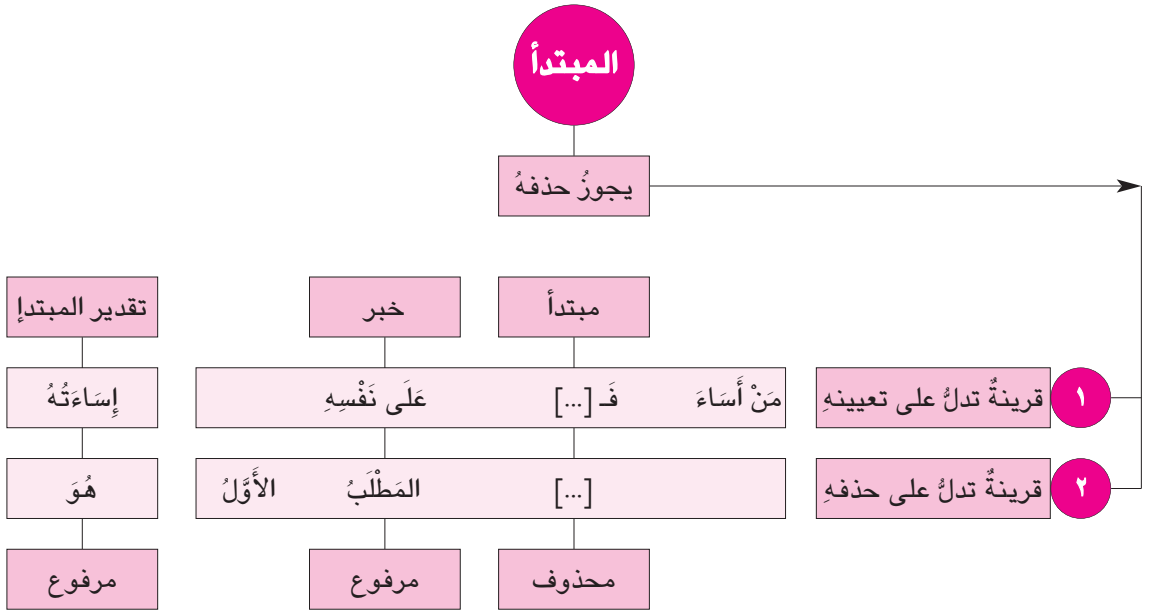 المبتدأ
يجوزُ حذفهُ
مبتدأ خبر تقدير المبتدإ
١ قرينةٌ تدلُّ على تعيينهِ مَنْ أَسَاءَ فَـ [...] عَلَى نَفْسِهِ إِسَاءَتُهُ
٢ قرينةٌ تدلُّ على حذفهِ [...] المَطْلَبُ الأَوَّلُ هُوَ
محذوف مرفوع مرفوع